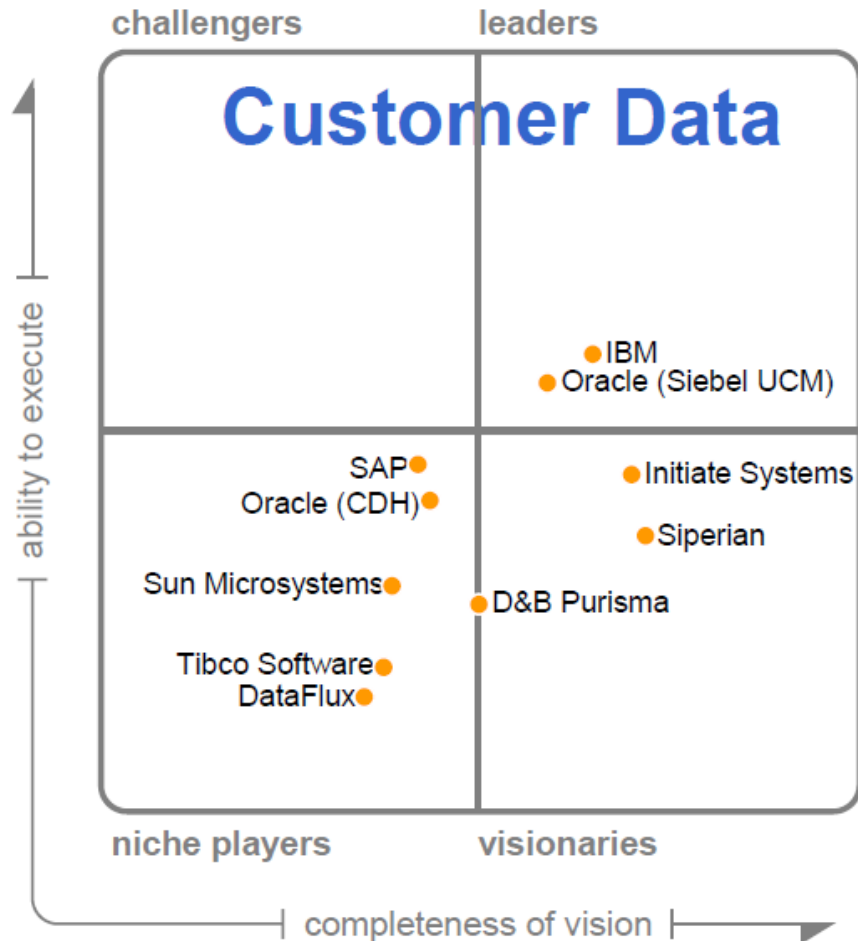 challengers
leaders
Customer Data
ability to execute
IBM
Oracle (Siebel UCM)
SAP
Initiate Systems
Oracle (CDH)
Siperian
Sun Microsystems
D&B Purisma
Tibco Software
DataFlux
niche players
visionaries
completeness of vision